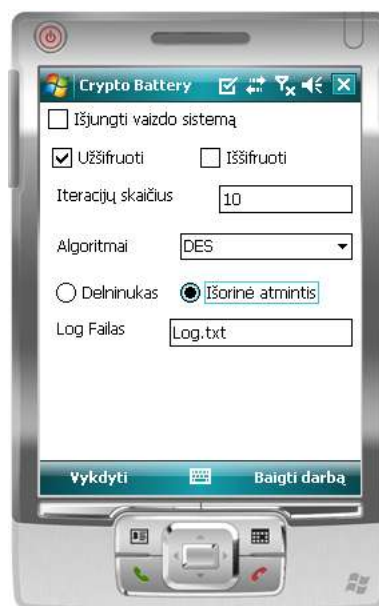 Crypto Battery
Išjungti vaizdo sistemą
Užšifruoti Iššifruoti
Iteracijų skaičius 10
Algoritmai DES
Delninukas Išorinė atmintis
Log Failas Log.txt
Vykdyti Baigti darbą